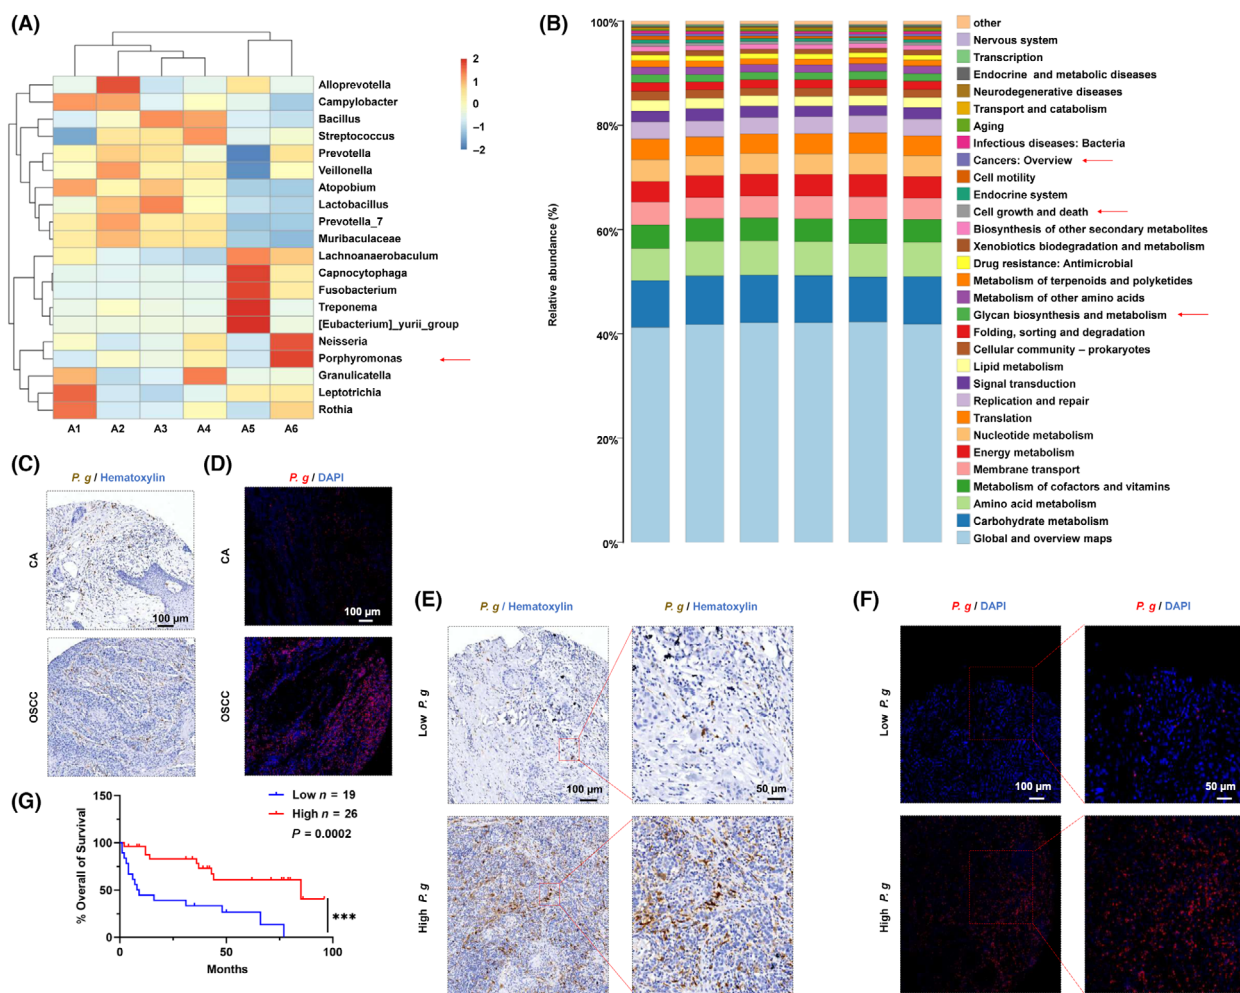 (A)
2
1
0
−1
−2
Alloprevotella
Campylobacter
Bacillus
Streptococcus
Prevotella
Veillonella
Atopobium
Lactobacillus
Prevotella_7
Muribaculaceae
Lachnoanaerobaculum
Capnocytophaga
Fusobacterium
Treponema
[Eubacterium]_yurii_group
Neisseria
Porphyromonas
Granulicatella
Leptotrichia
Rothia
A1 A2 A3 A4 A5 A6
(B)
Relative abundance (%)
100%
80%
60%
40%
20%
0%
other
Nervous system
Transcription
Endocrine and metabolic diseases
Neurodegenerative diseases
Transport and catabolism
Aging
Infectious diseases: Bacteria
Cancers: Overview
Cell motility
Endocrine system
Cell growth and death
Biosynthesis of other secondary metabolites
Xenobiotics biodegradation and metabolism
Drug resistance: Antimicrobial
Metabolism of terpenoids and polyketides
Metabolism of other amino acids
Glycan biosynthesis and metabolism
Folding, sorting and degradation
Cellular community – prokaryotes
Lipid metabolism
Signal transduction
Replication and repair
Translation
Nucleotide metabolism
Energy metabolism
Membrane transport
Metabolism of cofactors and vitamins
Amino acid metabolism
Carbohydrate metabolism
Global and overview maps
(C)
P. g / Hematoxylin
CA
100 µm
OSCC
(D)
P. g / DAPI
CA
100 µm
OSCC
(E)
P. g / Hematoxylin
P. g / Hematoxylin
Low P. g
100 µm
50 µm
High P. g
(F)
P. g / DAPI
P. g / DAPI
Low P. g
100 µm
50 µm
High P. g
(G)
Low n = 19
High n = 26
P = 0.0002
% Overall of Survival
150
100
50
0
0 50 100
Months
***